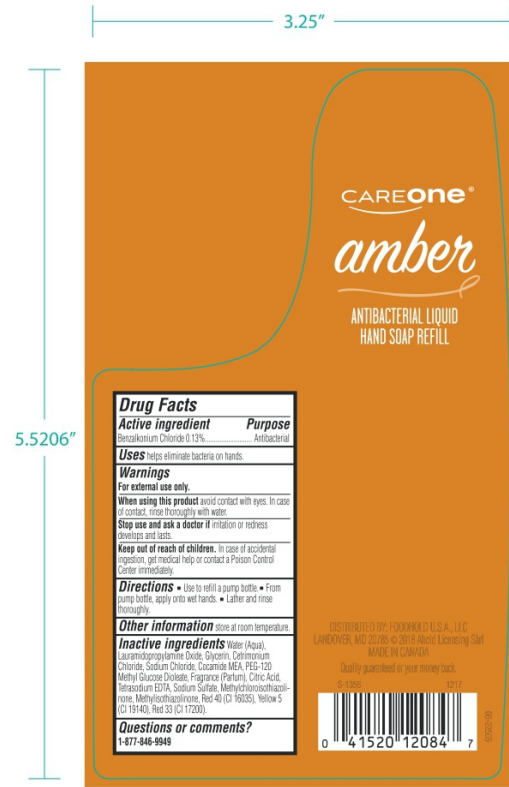 3.25"
5.5206"
CAREONE®
amber
ANTIBACTERIAL LIQUID
HAND SOAP REFILL
Drug Facts
Active ingredient Purpose
Benzalkonium Chloride 0.13%........................ Antibacterial
Uses helps eliminate bacteria on hands.
Warnings
For external use only.
When using this product avoid contact with eyes. In case
of contact, rinse thoroughly with water.
Stop use and ask a doctor if irritation or redness
develops and lasts.
Keep out of reach of children. In case of accidental
ingestion, get medical help or contact a Poison Control
Center immediately.
Directions ▪ Use to refill a pump bottle. ▪ From
pump bottle, apply onto wet hands. ▪ Lather and rinse
thoroughly.
Other information store at room temperature.
Inactive ingredients Water (Aqua),
Lauramidopropylamine Oxide, Glycerin, Cetrimonium
Chloride, Sodium Chloride, Cocamide MEA, PEG-120
Methyl Glucose Dioleate, Fragrance (Parfum), Citric Acid,
Tetrasodium EDTA, Sodium Sulfate, Methylchloroisothiazoli-
none, Methylisothiazolinone, Red 40 (CI 16035), Yellow 5
(CI 19140), Red 33 (CI 17200).
Questions or comments?
1-877-846-9949
DISTRIBUTED BY: FOODHOLD U.S.A., LLC
LANDOVER, MD 20785 © 2018 Ahold Licensing Sàrl
MADE IN CANADA
Quality guaranteed or your money back.
S-1355 1217
0 41520 12084 7